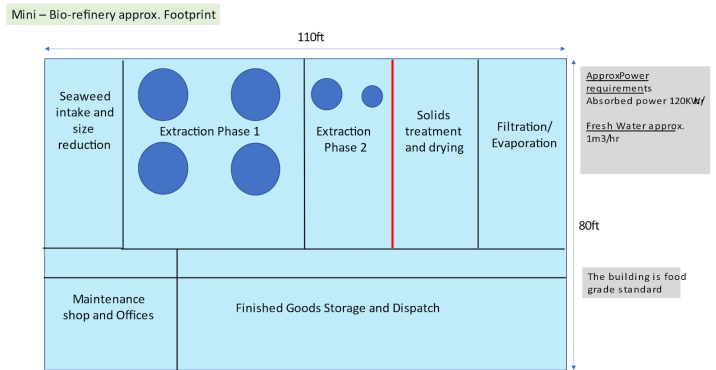 Mini – Bio-refinery approx. Footprint
110ft
Seaweed
intake and
size
reduction
Extraction Phase 1
Extraction
Phase 2
Solids
treatment
and drying
Filtration/
Evaporation
ApproxPower
requirements
Absorbed power 120KW/
Fresh Water approx.
1m3/hr
80ft
The building is food
grade standard
Maintenance
shop and Offices
Finished Goods Storage and Dispatch